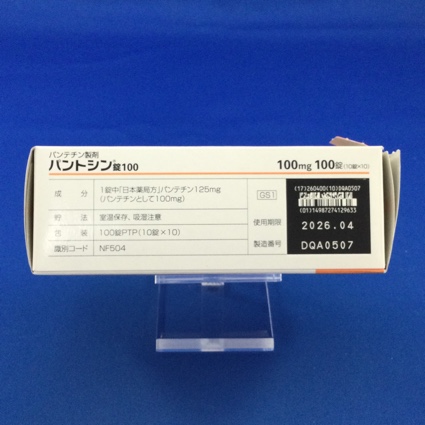 パンテチン製剤
パントシン®錠100
100mg 100錠(10錠×10)
成 分
1錠中「日本薬局方」パンテチン125mg
(パンテチンとして100mg)
貯 法
室温保存、吸湿注意
包 装
100錠PTP(10錠×10)
識別コード
NF504
GS1
使用期限
製造番号
(17)260400(10)DQA0507
(01)14987274129633
2026.04
DQA0507